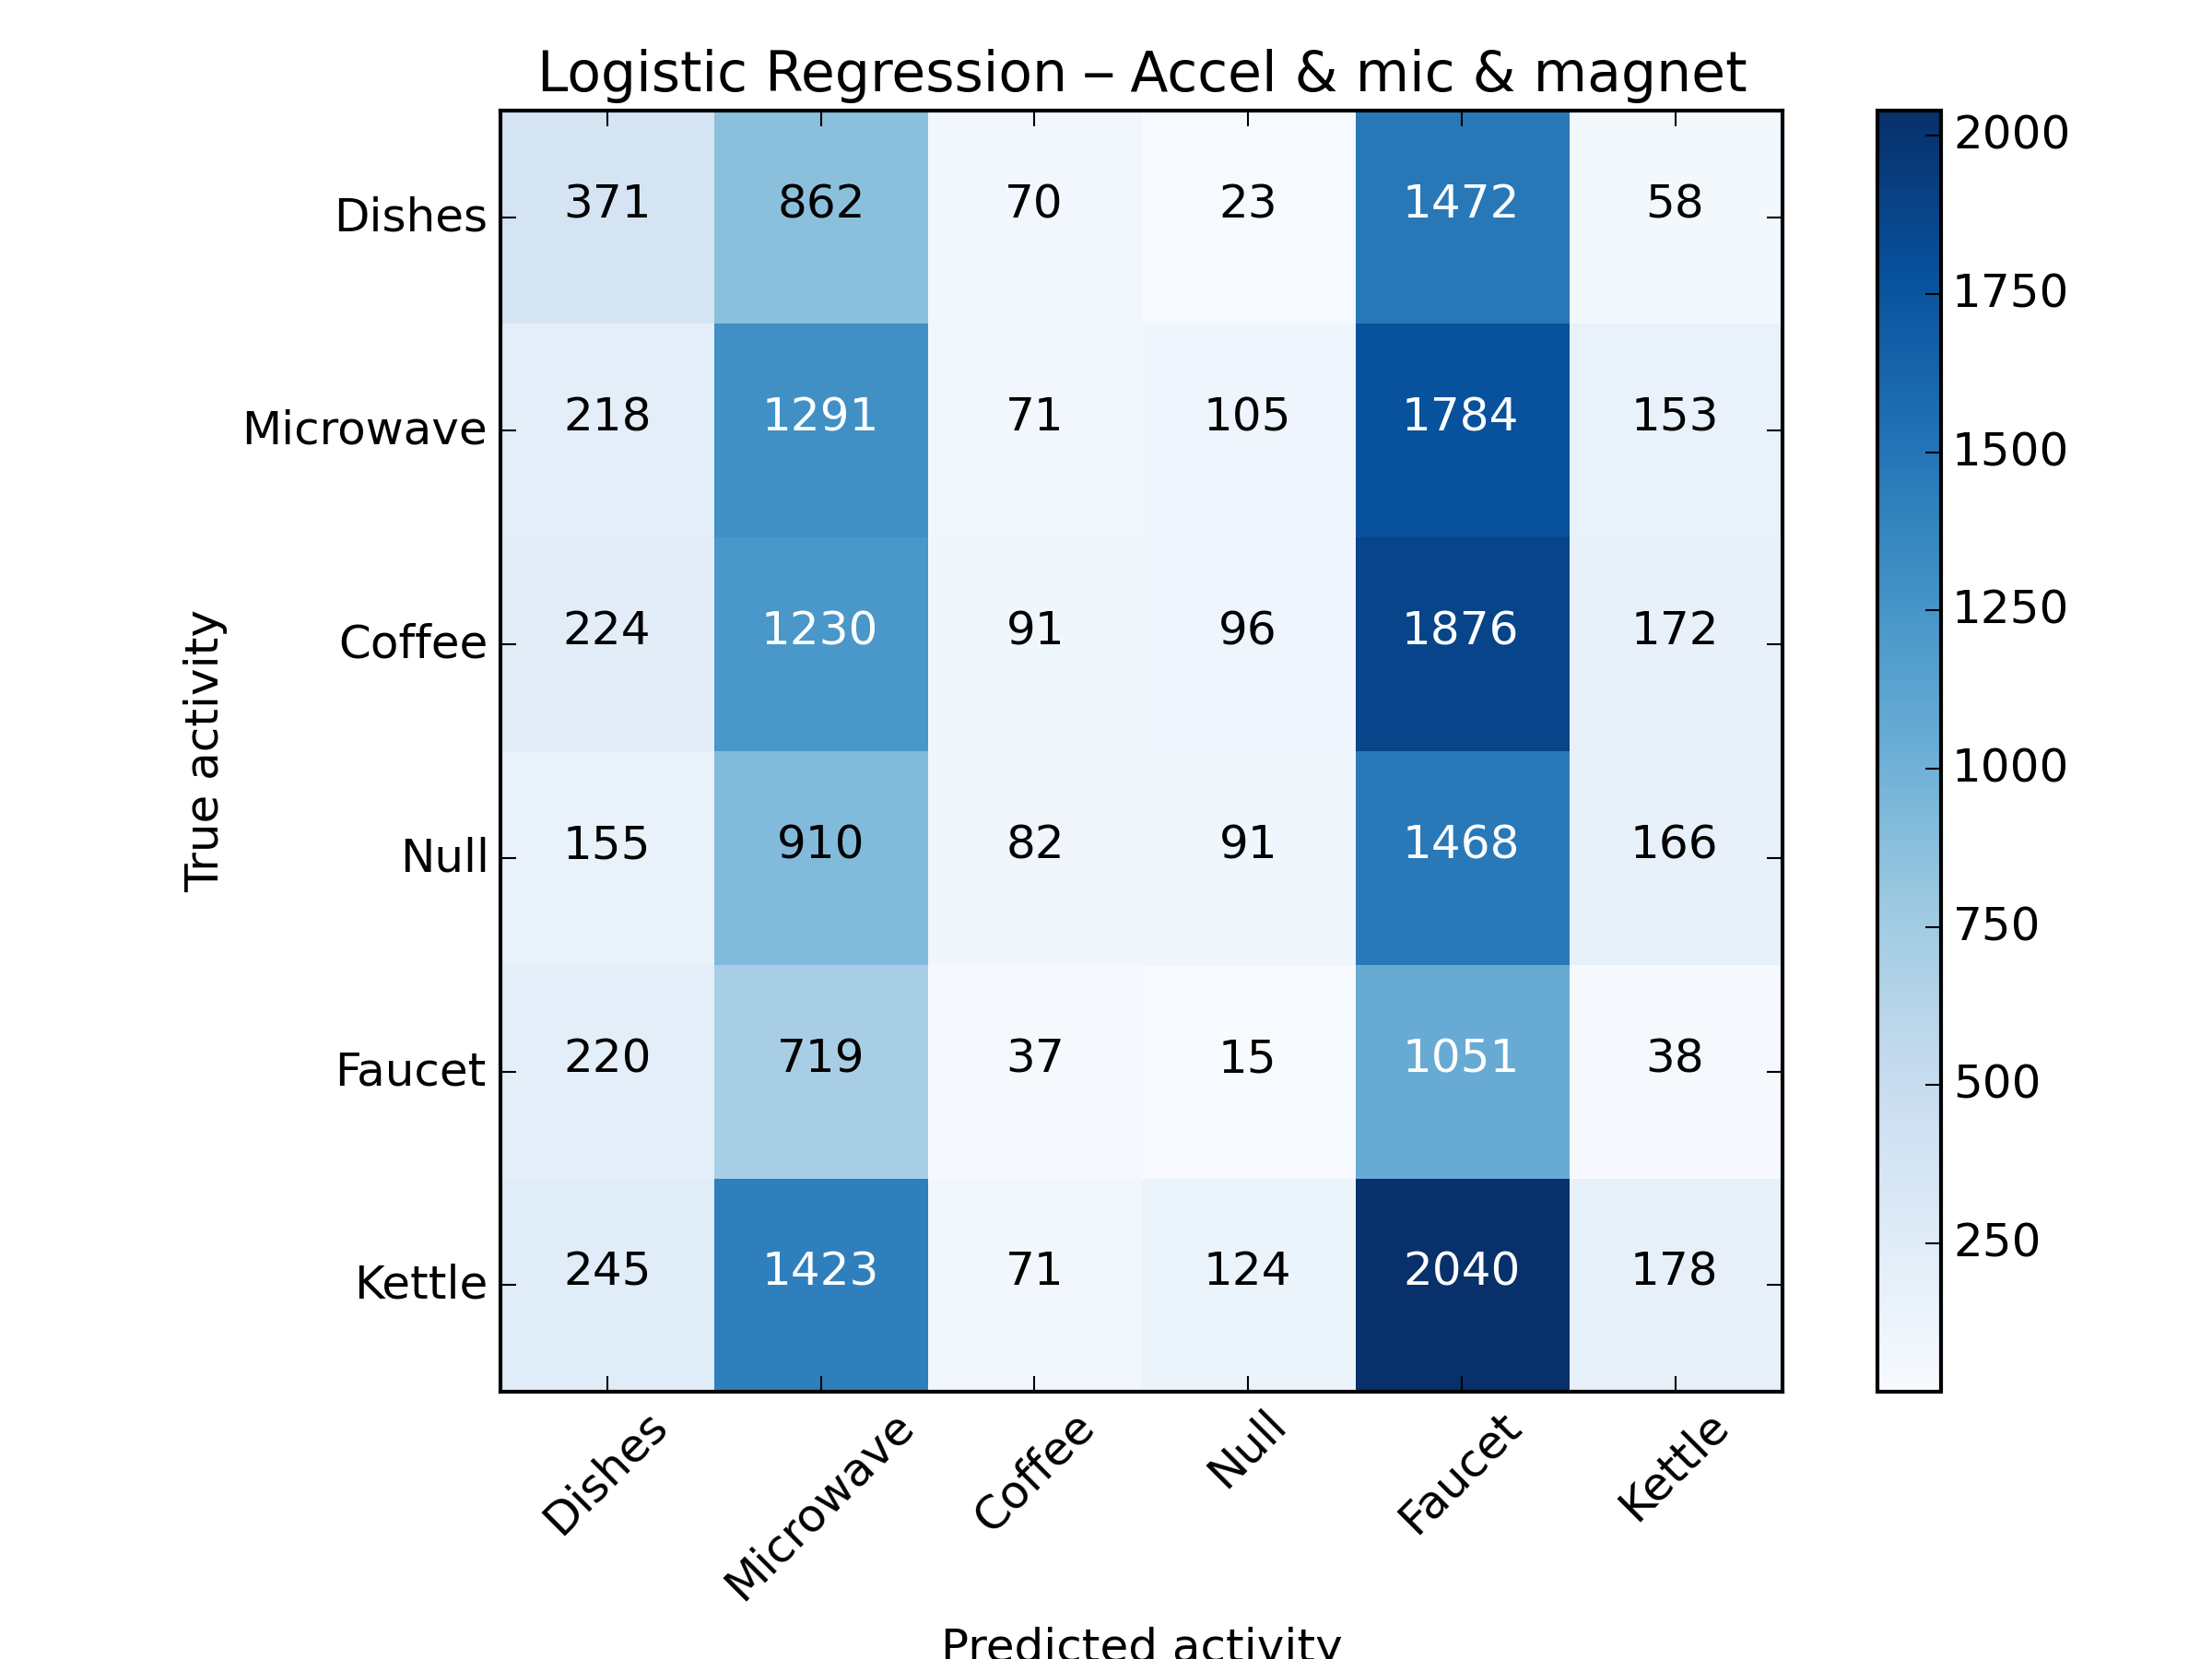 Logistic Regression – Accel & mic & magnet
True activity
Dishes 371 862 70 23 1472 58
Microwave 218 1291 71 105 1784 153
Coffee 224 1230 91 96 1876 172
Null 155 910 82 91 1468 166
Faucet 220 719 37 15 1051 38
Kettle 245 1423 71 124 2040 178
Dishes Microwave Coffee Null Faucet Kettle
Predicted activity
2000
1750
1500
1250
1000
750
500
250